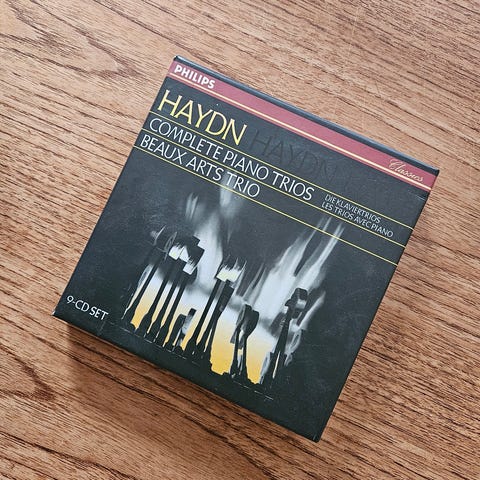 PHILIPS
Classics
HAYDN HAYDN
COMPLETE PIANO TRIOS
DIE KLAVIERTRIOS
BEAUX ARTS TRIO
LES TRIOS AVEC PIANO
9-CD SET